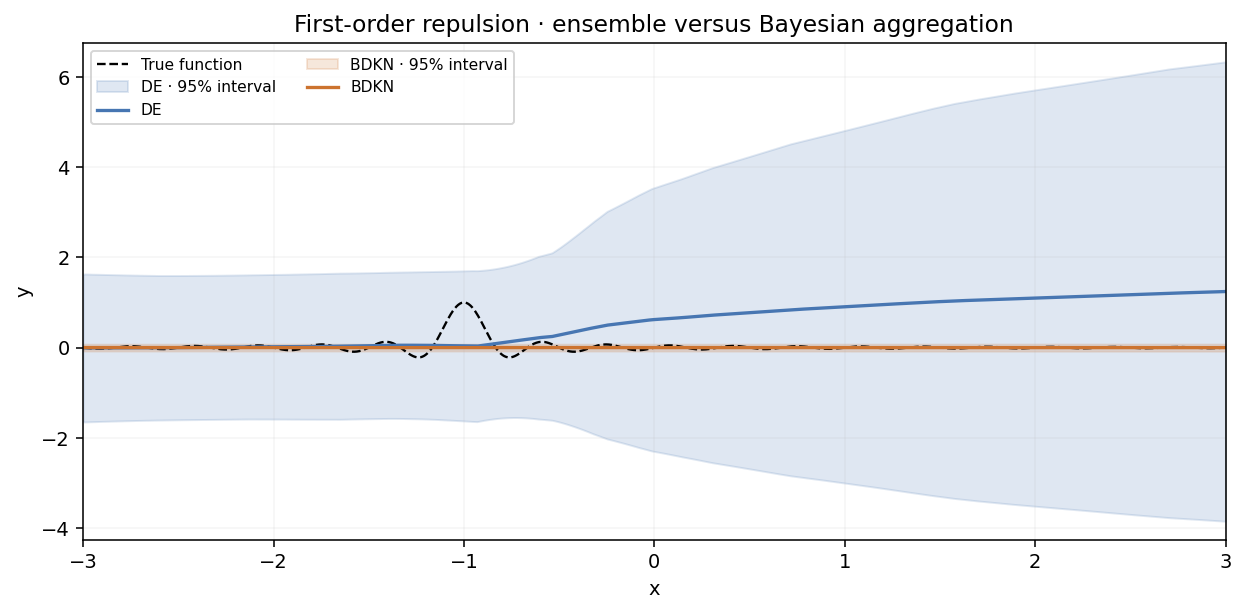 First-order repulsion · ensemble versus Bayesian aggregation
True function
DE · 95% interval
DE
BDKN · 95% interval
BDKN
y
6
4
2
0
−2
−4
−3
−2
−1
0
1
2
3
x